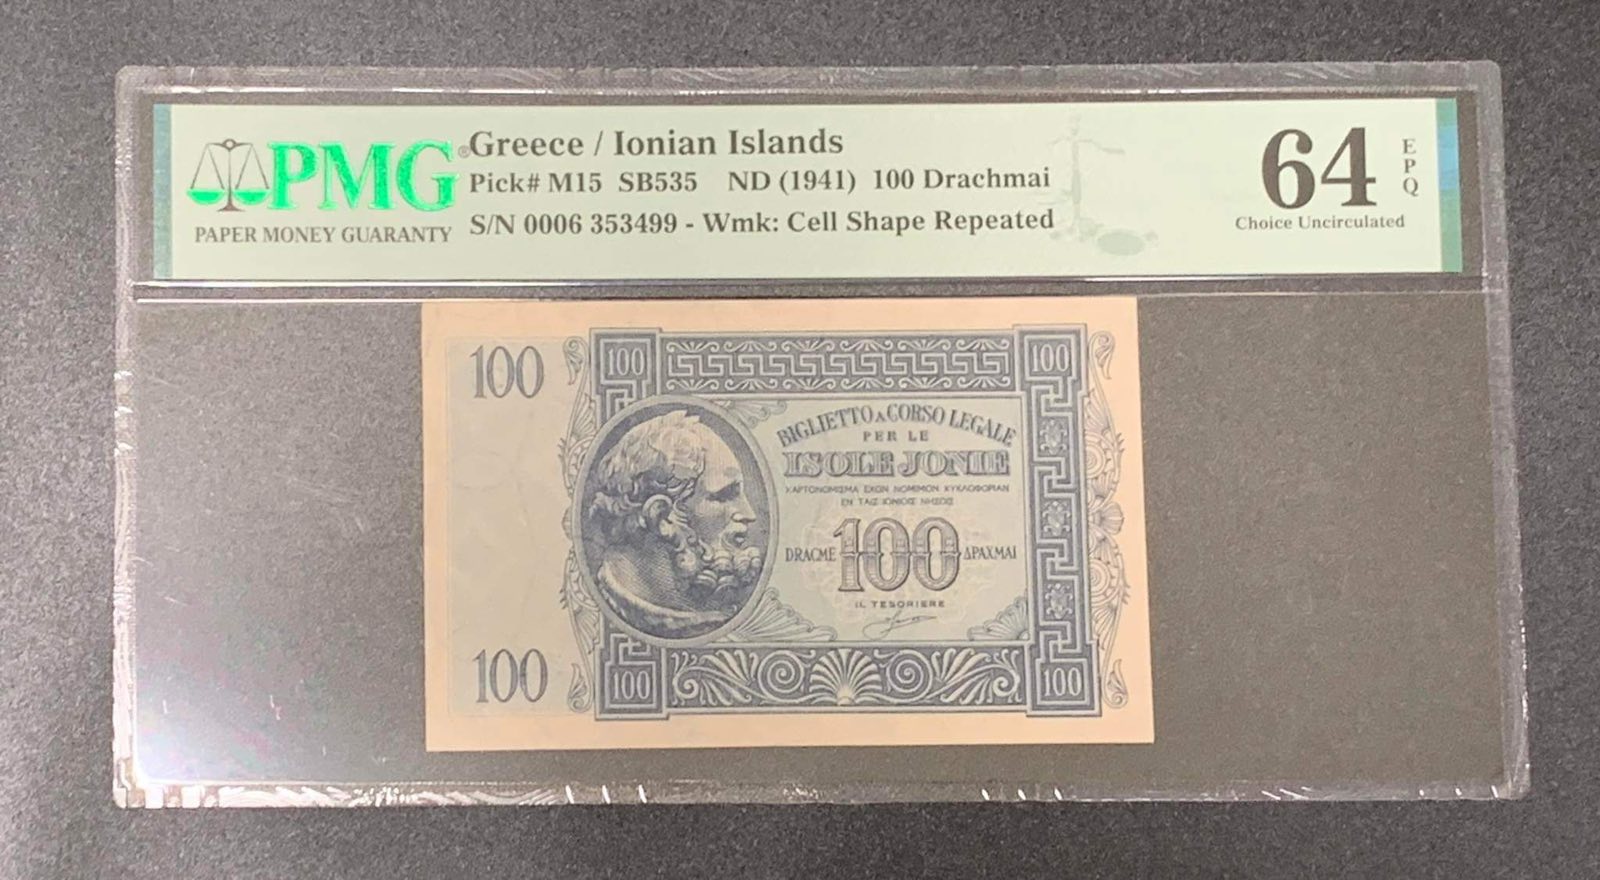 PMG®
PAPER MONEY GUARANTY
Greece / Ionian Islands
Pick# M15 SB535 ND (1941) 100 Drachmai
S/N 0006 353499 - Wmk: Cell Shape Repeated
64
EPQ
Choice Uncirculated
100
100
100
BIGLIETTO A CORSO LEGALE
PER LE
ISOLE JONIE
ΧΑΡΤΟΝΟΜΙΣΜΑ ΕΧΟΝ ΝΟΜΙΜΟΝ ΚΥΚΛΟΦΟΡΙΑΝ
ΕΝ ΤΑΙΣ ΙΟΝΙΟΙΣ ΝΗΣΟΙΣ
DRACME 100 ΔΡΑΧΜΑΙ
IL TESORIERE
100
100
100